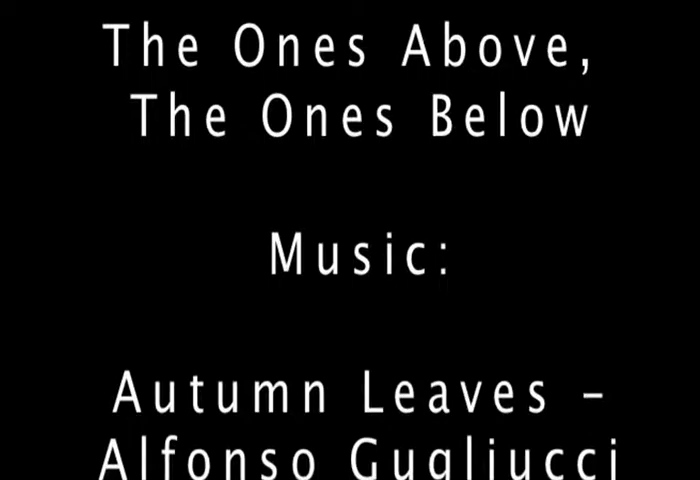 The Ones Above,
The Ones Below
Music:
Autumn Leaves –
Alfonso Gugliucci